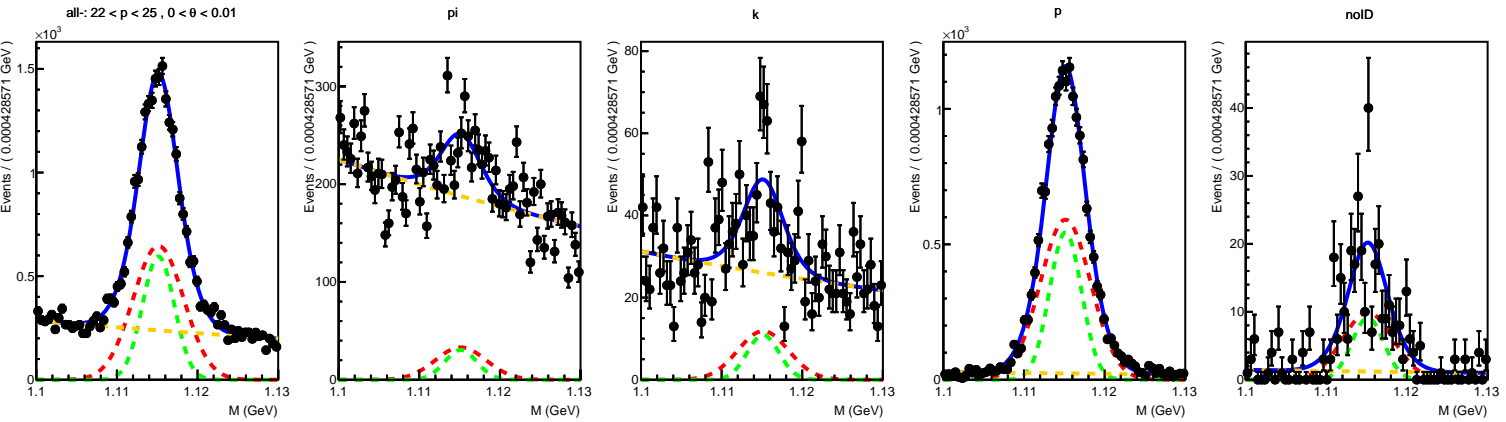 all-: 22 < p < 25 , 0 < θ < 0.01
×10³
Events / ( 0.000428571 GeV )
1.5
1
0.5
0
1.1
1.11
1.12
1.13
M (GeV)
pi
Events / ( 0.000428571 GeV )
300
200
100
0
1.1
1.11
1.12
1.13
M (GeV)
k
Events / ( 0.000428571 GeV )
80
60
40
20
0
1.1
1.11
1.12
1.13
M (GeV)
p
×10³
Events / ( 0.000428571 GeV )
1
0.5
0
1.1
1.11
1.12
1.13
M (GeV)
noID
Events / ( 0.000428571 GeV )
40
30
20
10
0
1.1
1.11
1.12
1.13
M (GeV)